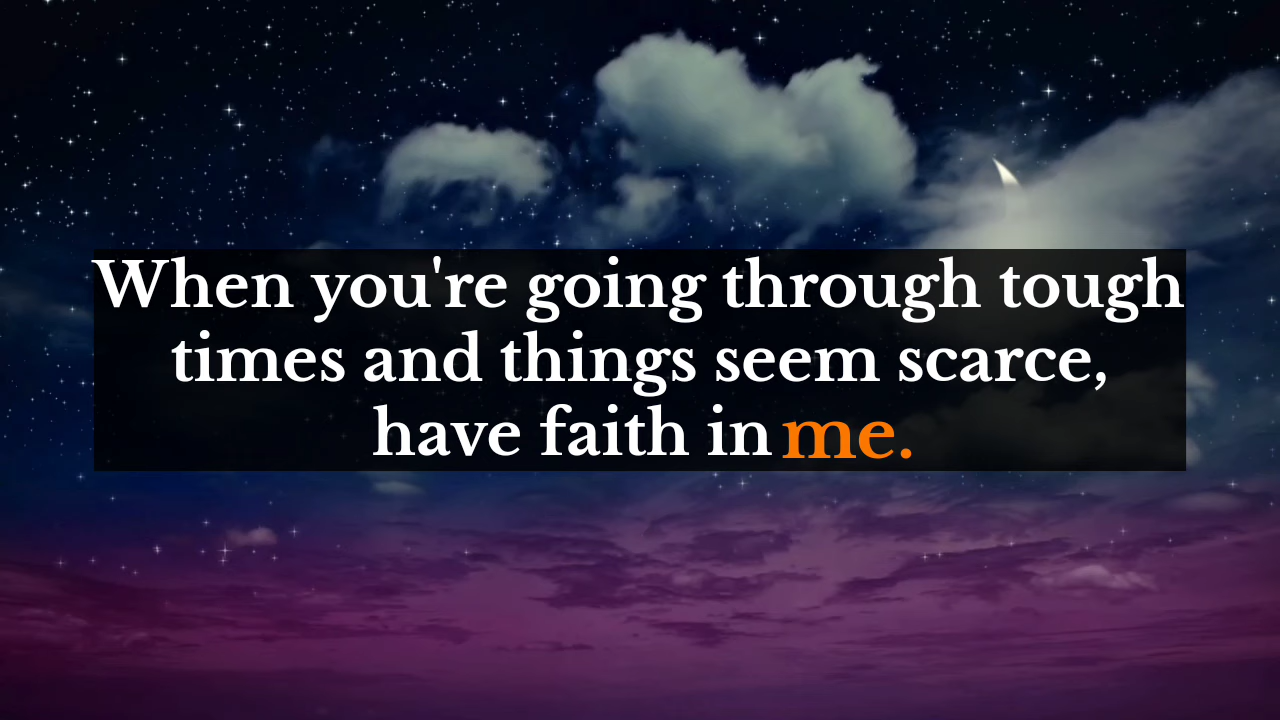 When you're going through tough
times and things seem scarce,
have faith in me.